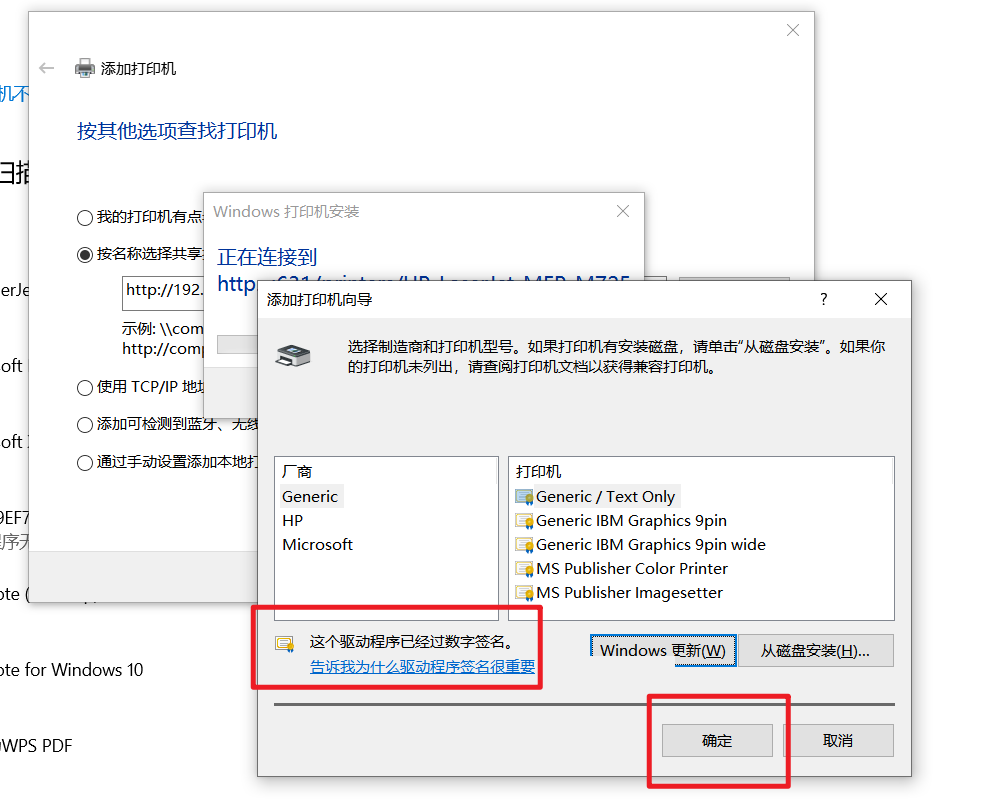 添加打印机
机不
按其他选项查找打印机
扫描
我的打印机有点
Windows 打印机安装
按名称选择共享
正在连接到
http 631/printers/HP-LaserJet-MFP-M725
erJe
http://192.
添加打印机向导
?
示例: \\com
http://comp
选择制造商和打印机型号。如果打印机有安装磁盘，请单击“从磁盘安装”。如果你
的打印机未列出，请查阅打印机文档以获得兼容打印机。
oft
使用 TCP/IP 地址
添加可检测到蓝牙、无线
oft
通过手动设置添加本地打
厂商
Generic
HP
Microsoft
打印机
Generic / Text Only
Generic IBM Graphics 9pin
Generic IBM Graphics 9pin wide
MS Publisher Color Printer
MS Publisher Imagesetter
9EF7
程序无
ote (
这个驱动程序已经过数字签名。
告诉我为什么驱动程序签名很重要
Windows 更新(W)
从磁盘安装(H)...
ote for Windows 10
确定
取消
WPS PDF